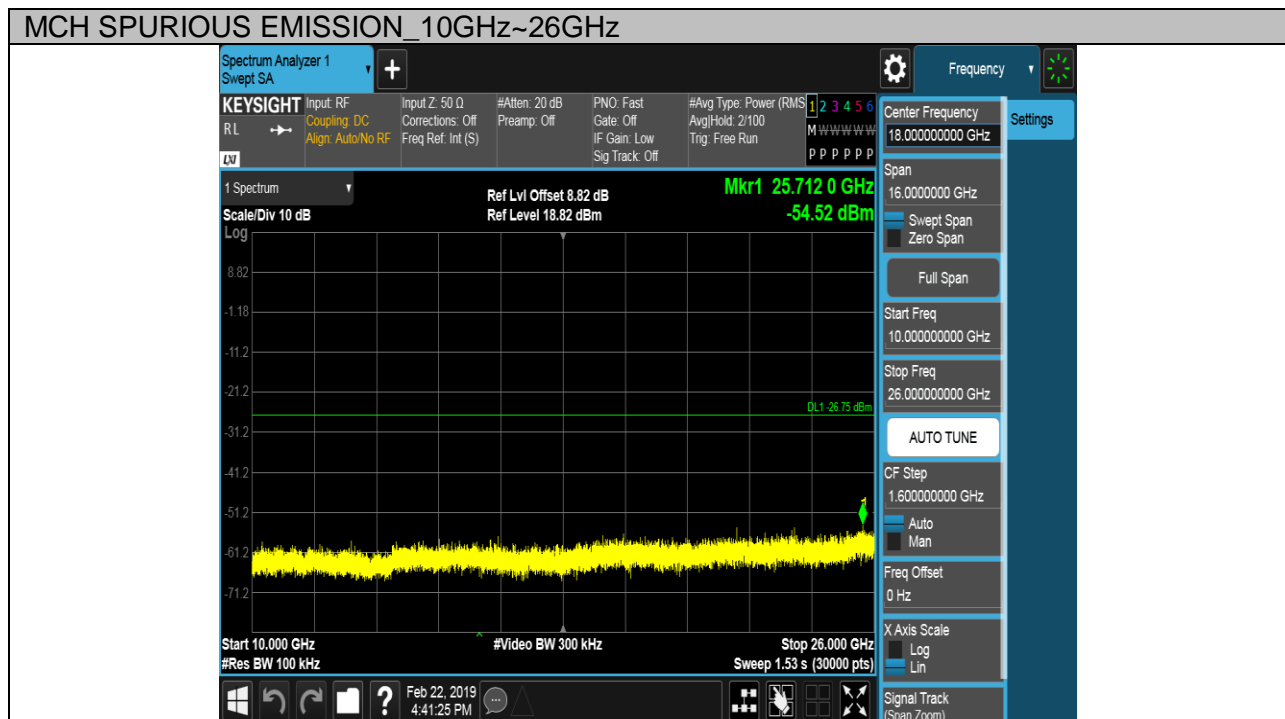 MCH SPURIOUS EMISSION_10GHz~26GHz
Spectrum Analyzer 1
Swept SA
+
Frequency
KEYSIGHT
RL
LXI
Input: RF
Coupling: DC
Align: Auto/No RF
Input Z: 50 Ω
Corrections: Off
Freq Ref: Int (S)
#Atten: 20 dB
Preamp: Off
PNO: Fast
Gate: Off
IF Gain: Low
Sig Track: Off
#Avg Type: Power (RMS
Avg|Hold: 2/100
Trig: Free Run
1 2 3 4 5 6
M W W W W W
P P P P P P
1 Spectrum
Scale/Div 10 dB
Log
Ref Lvl Offset 8.82 dB
Ref Level 18.82 dBm
Mkr1 25.712 0 GHz
-54.52 dBm
8.82
-1.18
-11.2
-21.2
DL1 -26.75 dBm
-31.2
-41.2
-51.2
1
-61.2
-71.2
Start 10.000 GHz
#Res BW 100 kHz
#Video BW 300 kHz
Stop 26.000 GHz
Sweep 1.53 s (30000 pts)
?
Feb 22, 2019
4:41:25 PM
Center Frequency
18.000000000 GHz
Span
16.0000000 GHz
Swept Span
Zero Span
Full Span
Start Freq
10.000000000 GHz
Stop Freq
26.000000000 GHz
AUTO TUNE
CF Step
1.600000000 GHz
Auto
Man
Freq Offset
0 Hz
X Axis Scale
Log
Lin
Signal Track
(Span Zoom)
Settings